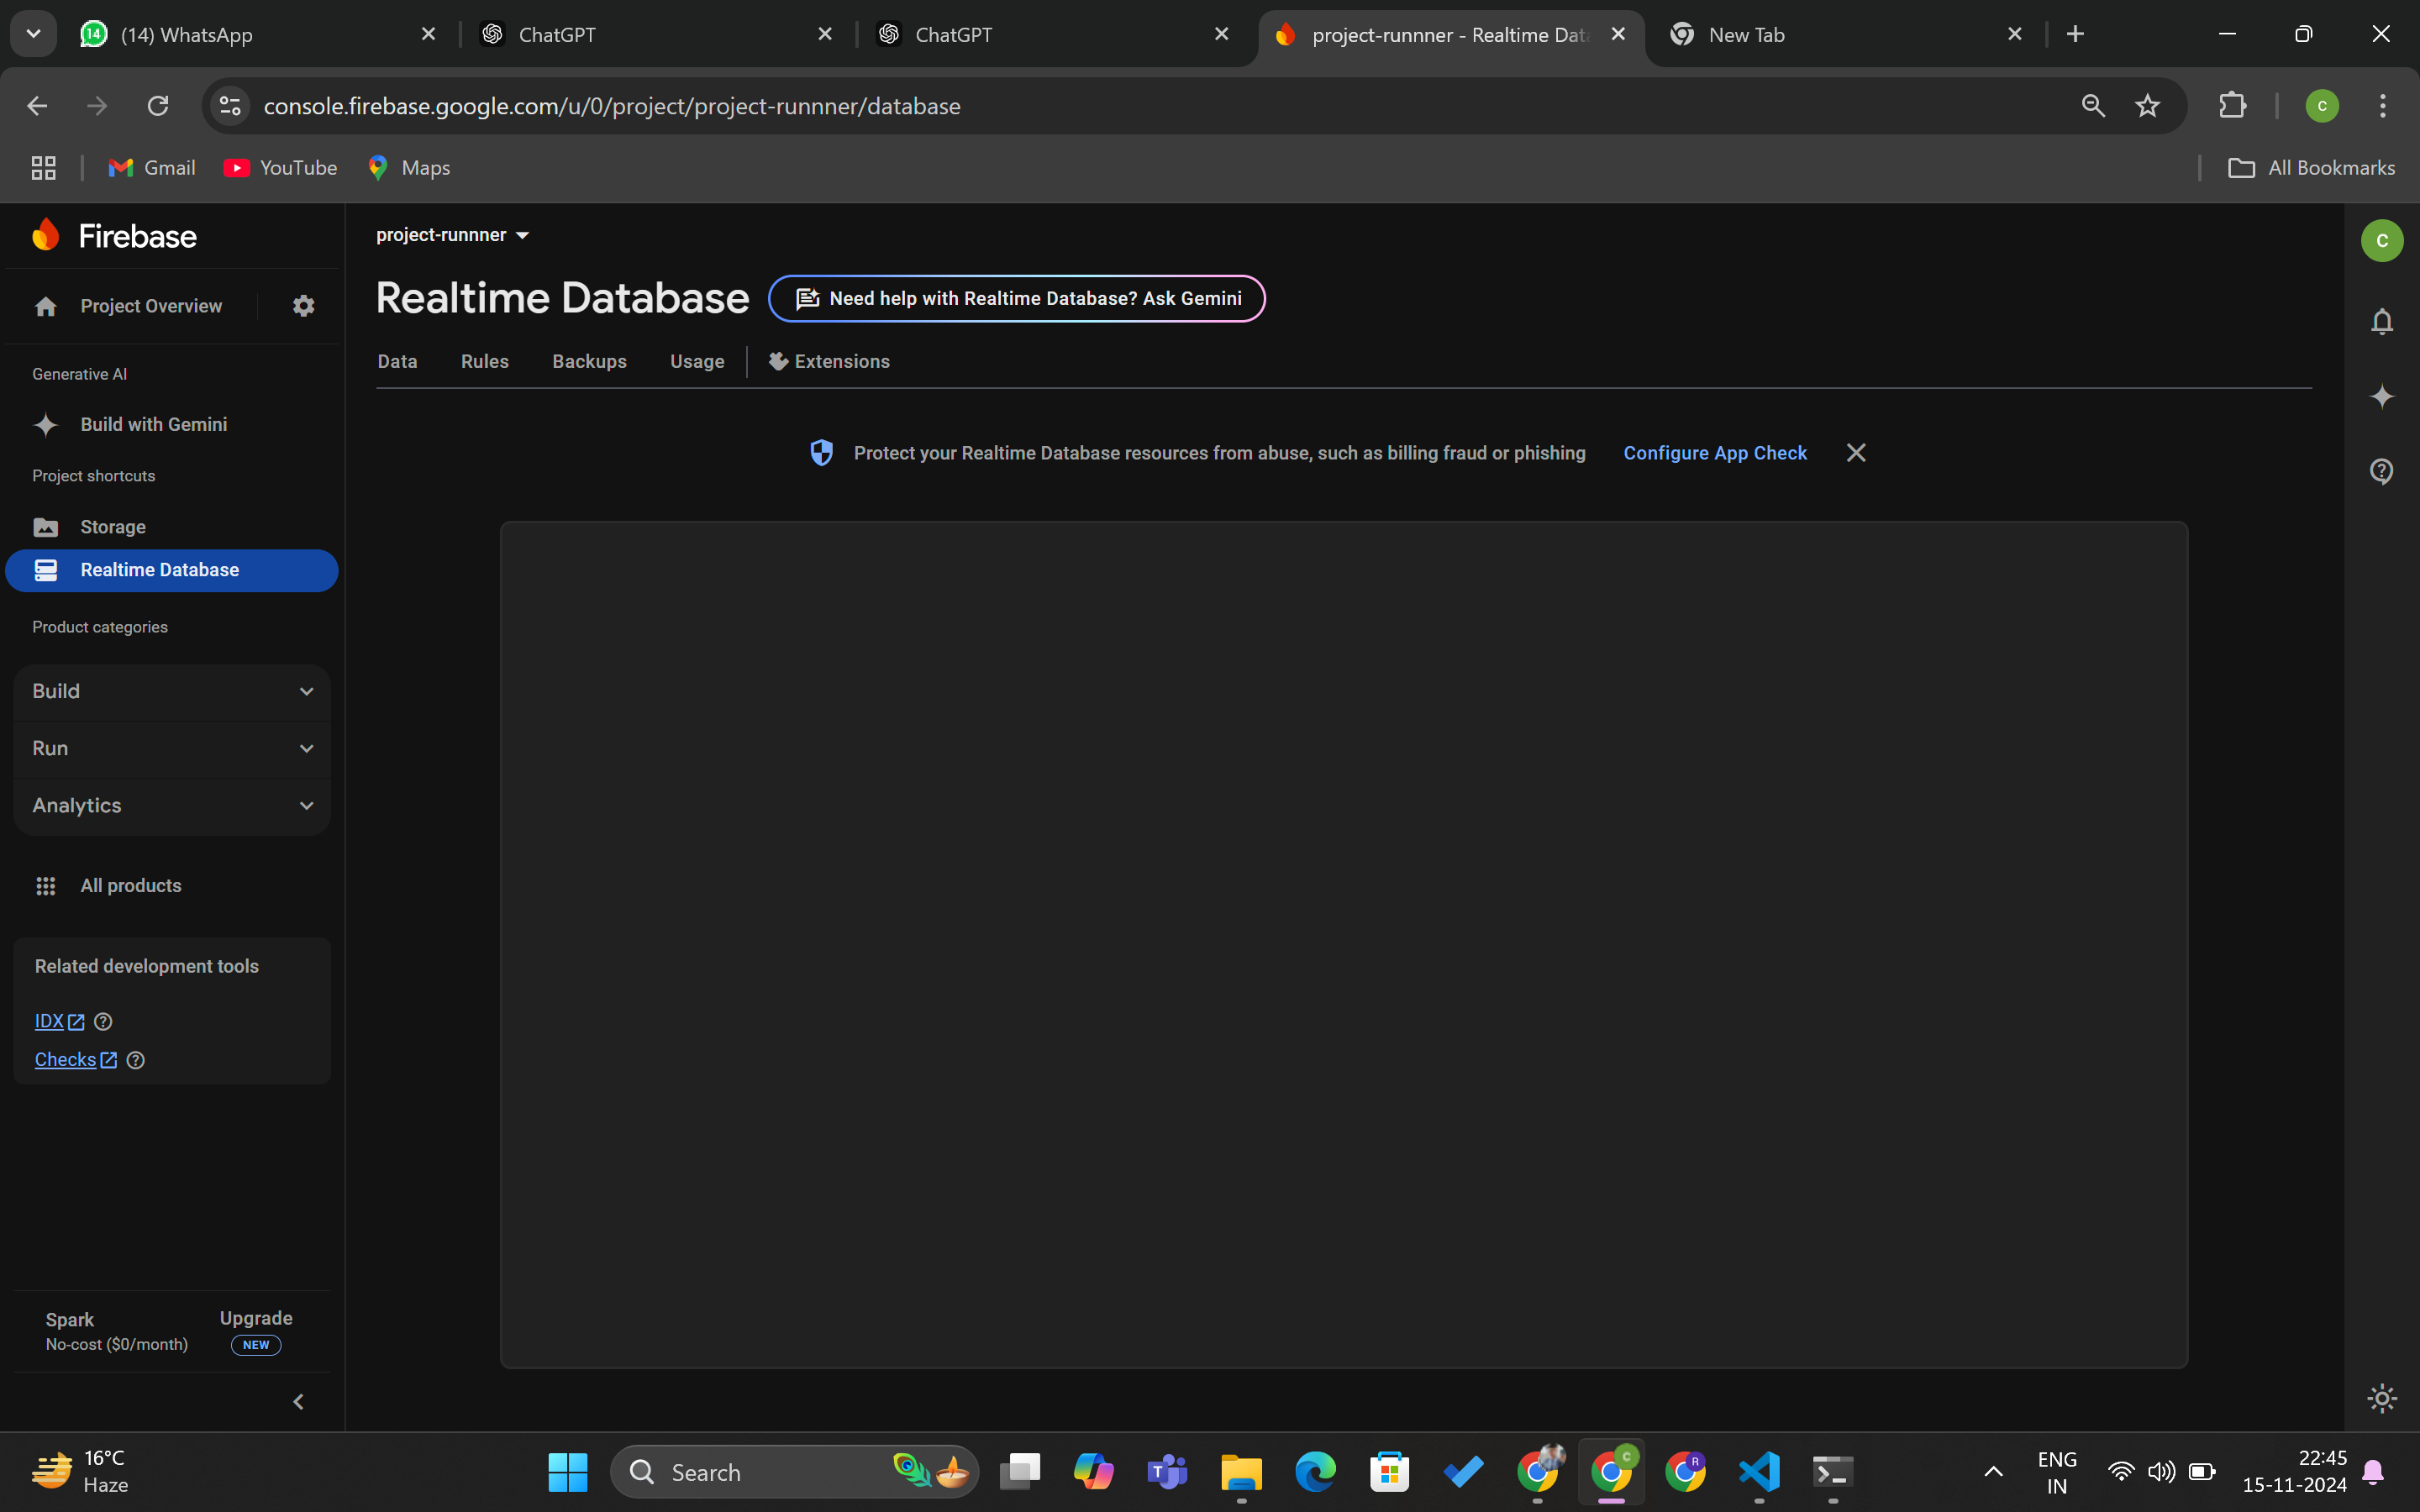 14 (14) WhatsApp
ChatGPT
ChatGPT
project-runnner - Realtime Data
New Tab
console.firebase.google.com/u/0/project/project-runnner/database
C
Gmail
YouTube
Maps
All Bookmarks
Firebase
project-runnner
C
Project Overview
Realtime Database
Need help with Realtime Database? Ask Gemini
Data
Rules
Backups
Usage
Extensions
Generative AI
Build with Gemini
Protect your Realtime Database resources from abuse, such as billing fraud or phishing
Configure App Check
Project shortcuts
Storage
Realtime Database
Product categories
Build
Run
Analytics
All products
Related development tools
IDX
Checks
Spark
No-cost ($0/month)
Upgrade
NEW
16°C
Haze
Search
T
C
R
ENG
IN
22:45
15-11-2024